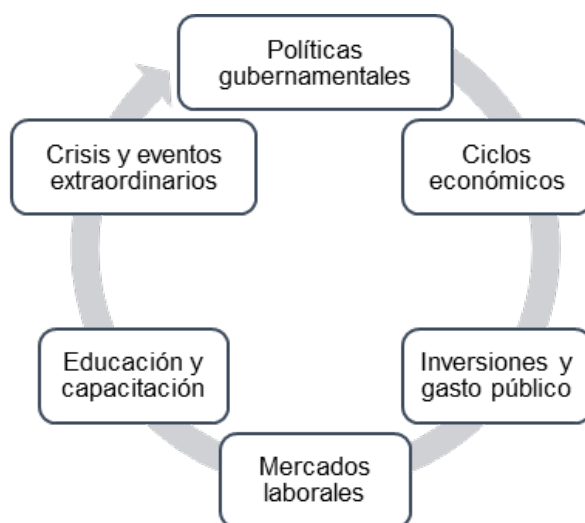 Políticas
gubernamentales
Ciclos
económicos
Inversiones y
gasto público
Mercados
laborales
Educación y
capacitación
Crisis y eventos
extraordinarios